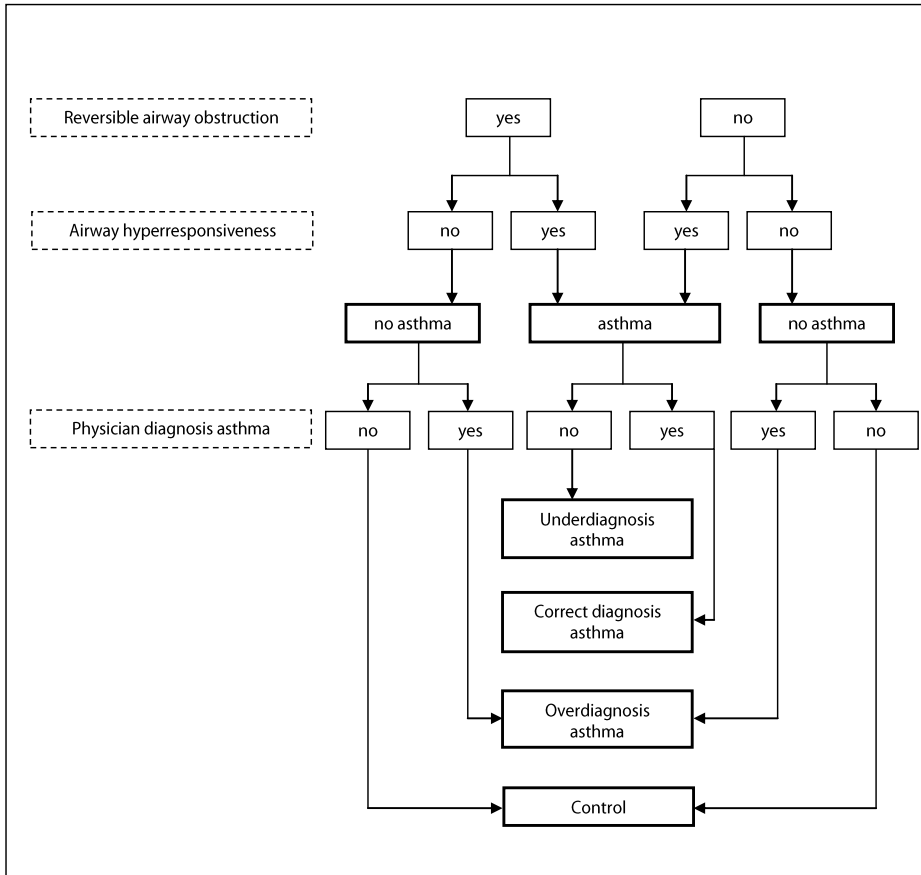 Reversible airway obstruction
yes
no
Airway hyperresponsiveness
no
yes
yes
no
no asthma
asthma
no asthma
Physician diagnosis asthma
no
yes
no
yes
yes
no
Underdiagnosis
asthma
Correct diagnosis
asthma
Overdiagnosis
asthma
Control